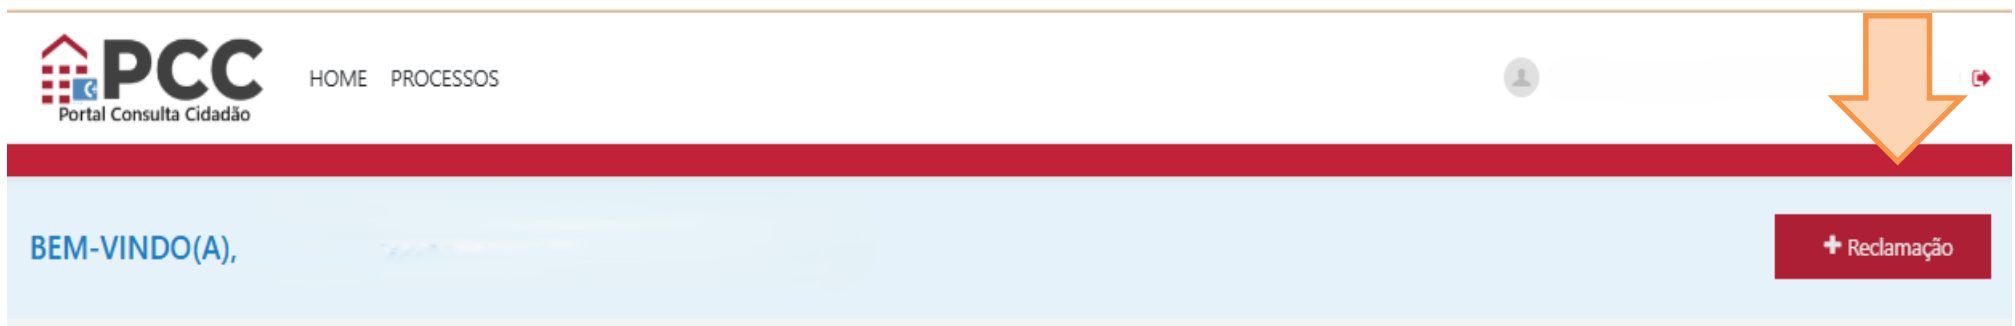 PCC
Portal Consulta Cidadão
HOME PROCESSOS
BEM-VINDO(A),
+ Reclamação